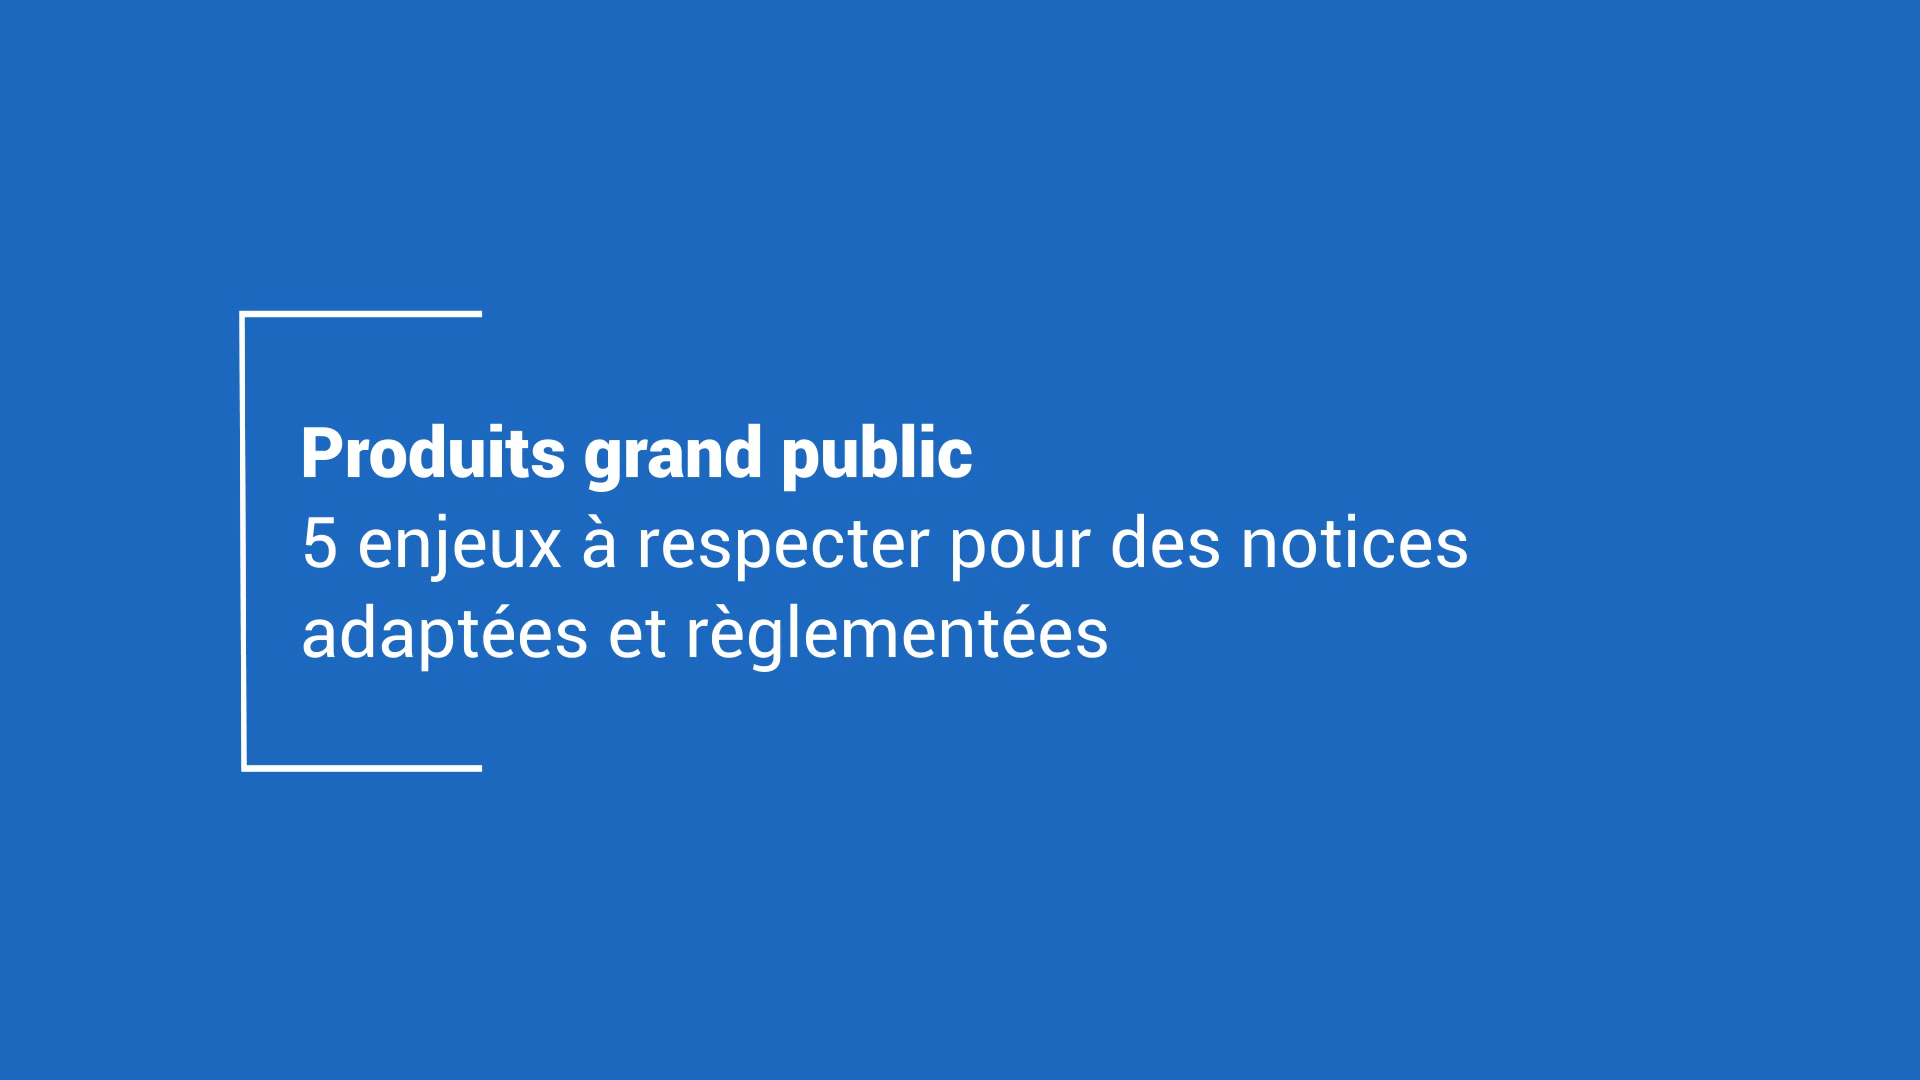 Produits grand public
5 enjeux à respecter pour des notices
adaptées et règlementées